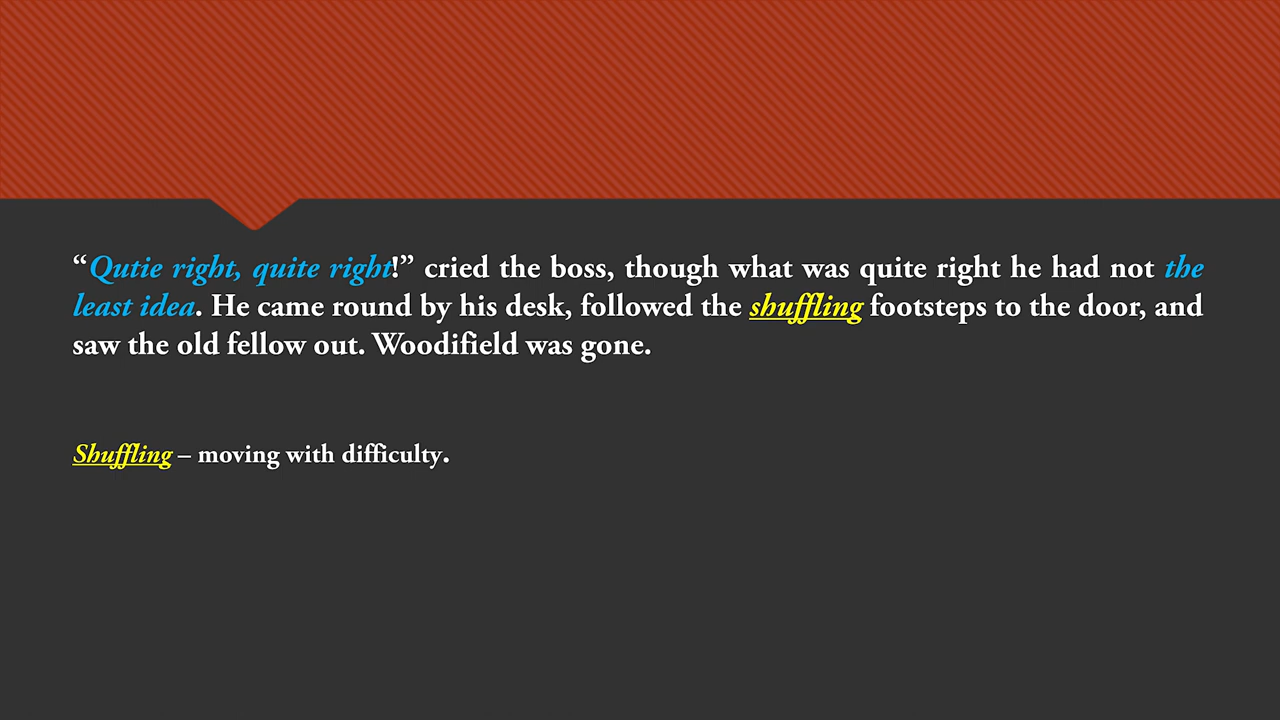 “Qutie right, quite right!” cried the boss, though what was quite right he had not the
least idea. He came round by his desk, followed the shuffling footsteps to the door, and
saw the old fellow out. Woodifield was gone.
Shuffling – moving with difficulty.